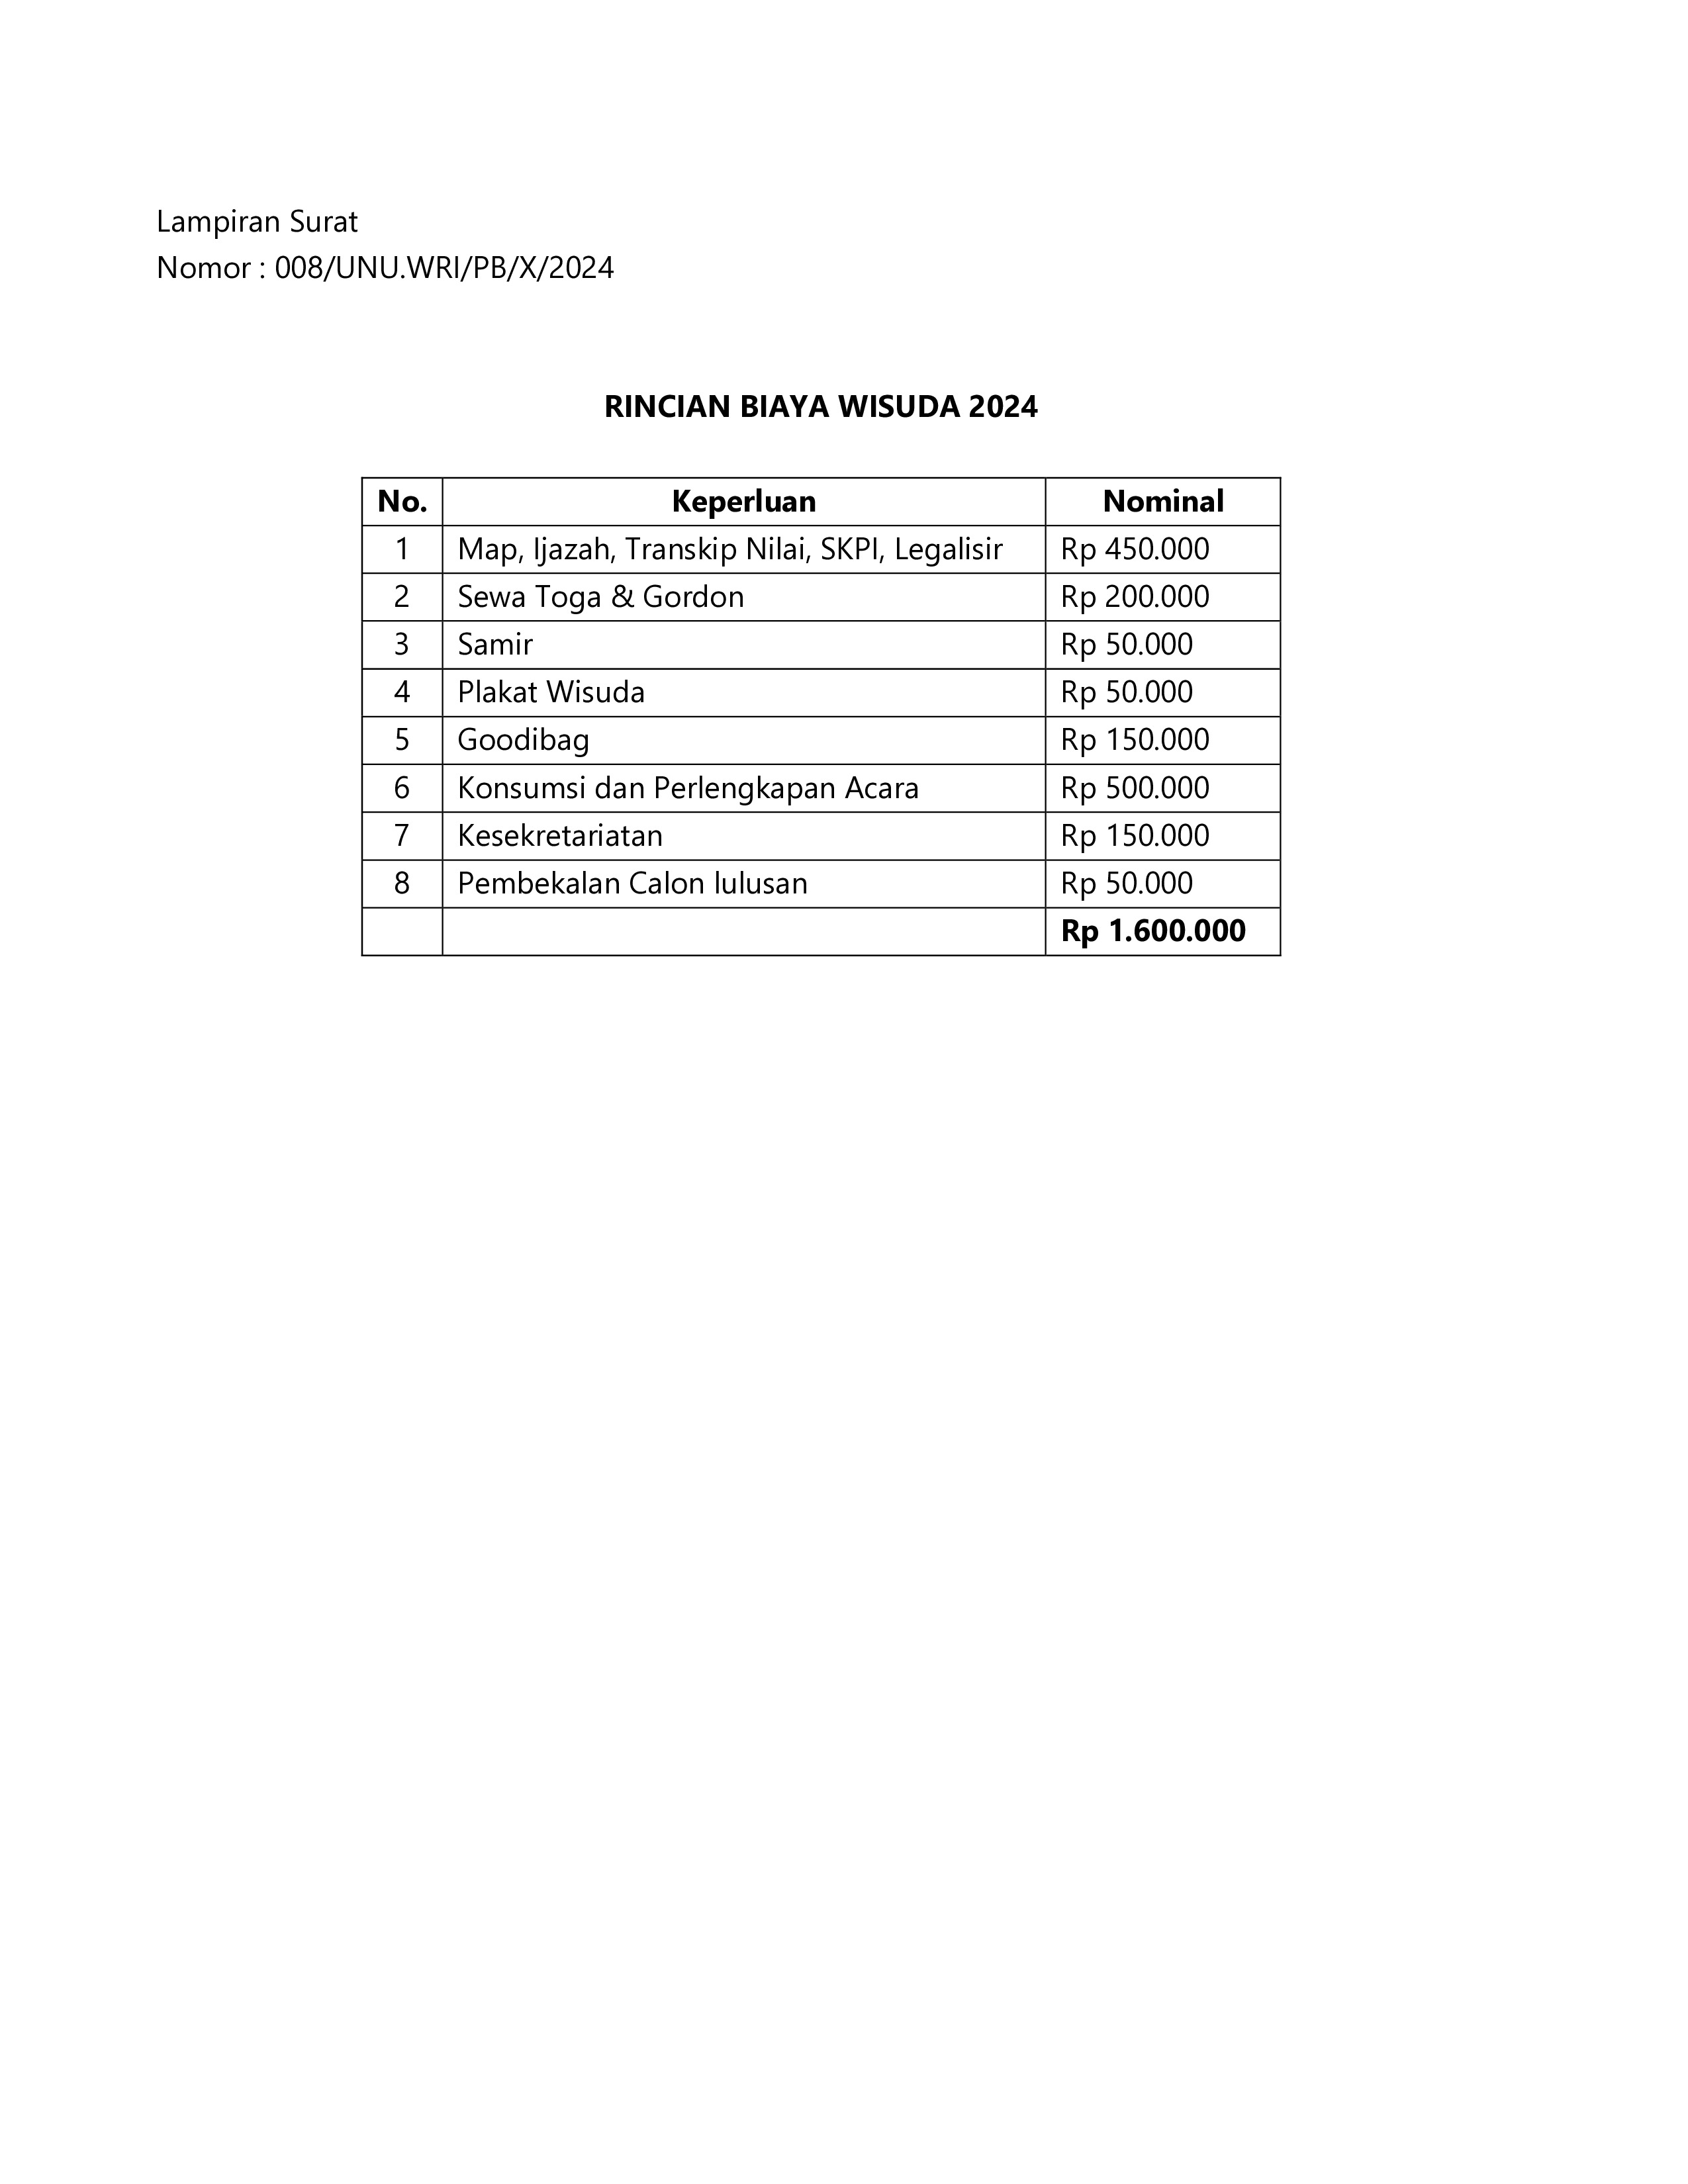 Lampiran Surat
Nomor : 008/UNU.WRI/PB/X/2024
RINCIAN BIAYA WISUDA 2024
No. Keperluan Nominal
1 Map, Ijazah, Transkip Nilai, SKPI, Legalisir Rp 450.000
2 Sewa Toga & Gordon Rp 200.000
3 Samir Rp 50.000
4 Plakat Wisuda Rp 50.000
5 Goodibag Rp 150.000
6 Konsumsi dan Perlengkapan Acara Rp 500.000
7 Kesekretariatan Rp 150.000
8 Pembekalan Calon lulusan Rp 50.000
Rp 1.600.000